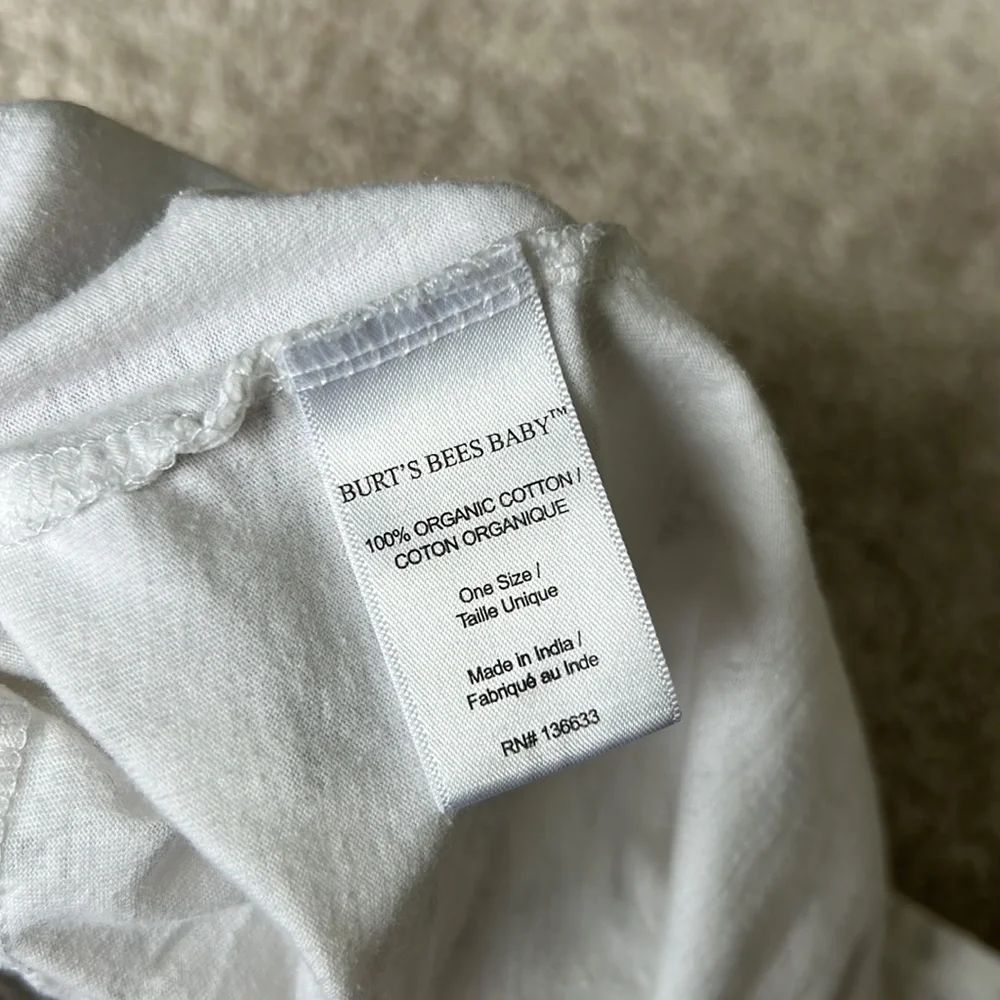 BURT'S BEES BABY™
100% ORGANIC COTTON /
COTON ORGANIQUE
One Size /
Taille Unique
Made in India /
Fabriqué au Inde
RN# 136633